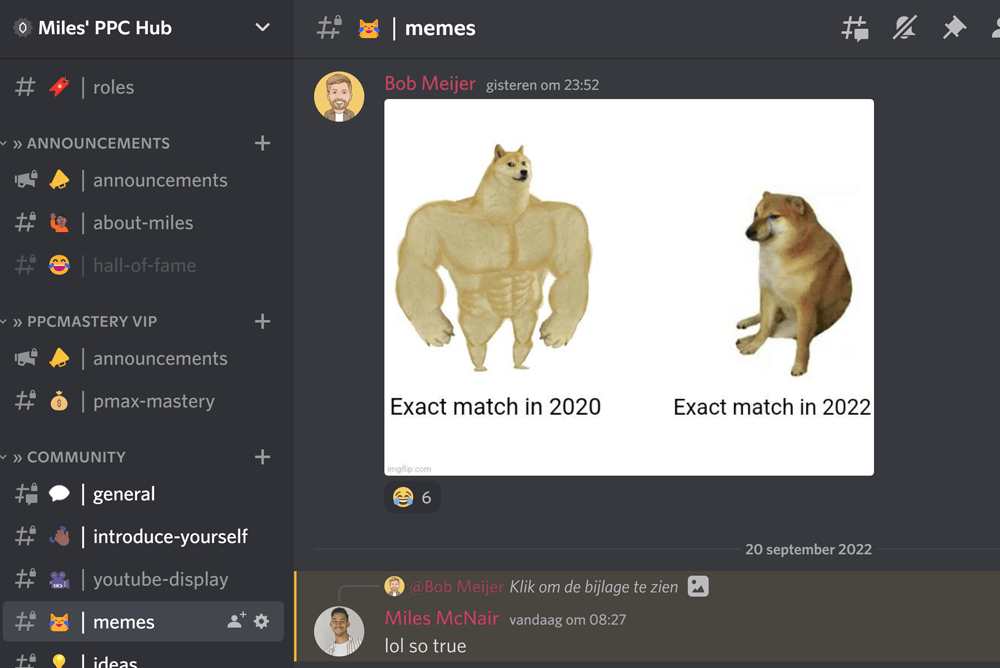 Miles' PPC Hub
| roles
» ANNOUNCEMENTS
| announcements
| about-miles
| hall-of-fame
» PPCMASTERY VIP
| announcements
| pmax-mastery
» COMMUNITY
| general
| introduce-yourself
| youtube-display
| memes
| ideas
| memes
Bob Meijer gisteren om 23:52
Exact match in 2020 Exact match in 2022
imgflip.com
6
20 september 2022
@Bob Meijer Klik om de bijlage te zien
Miles McNair vandaag om 08:27
lol so true